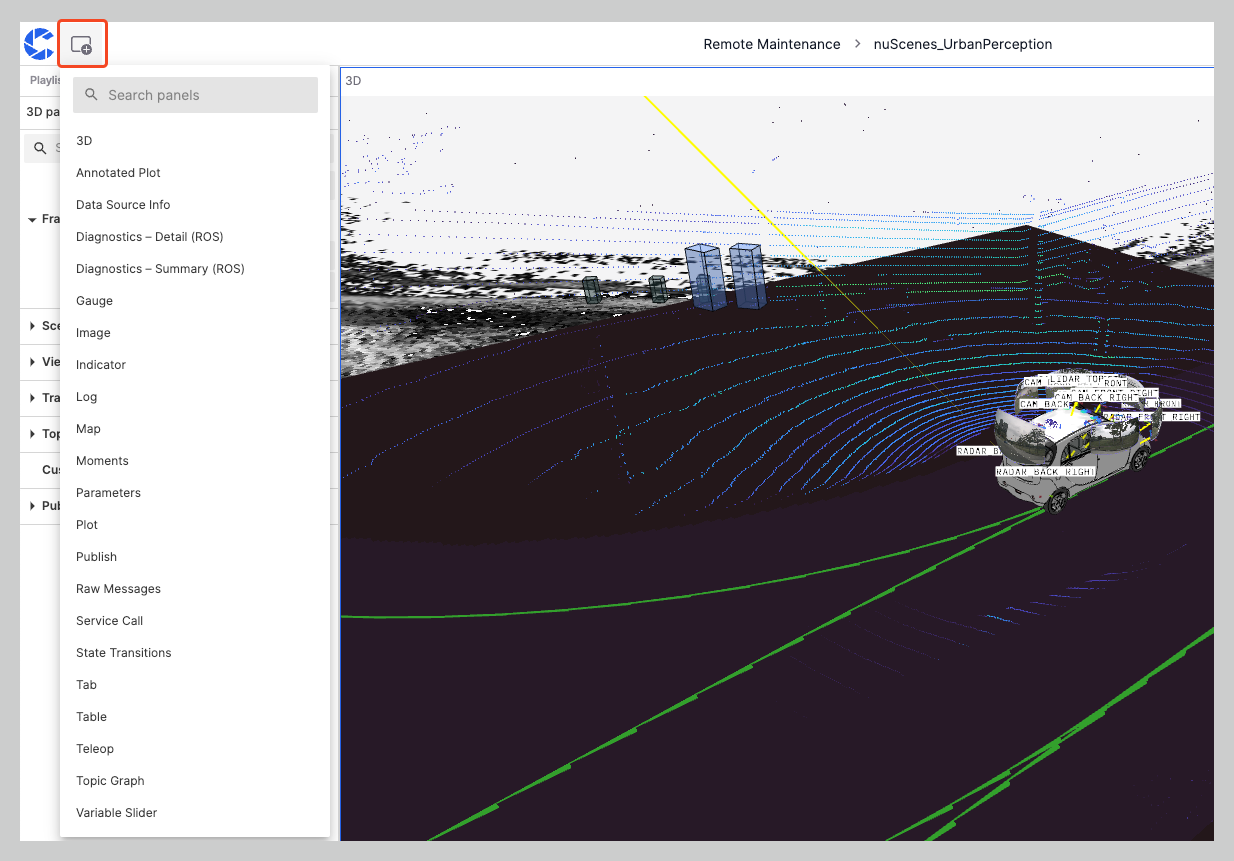 Remote Maintenance > nuScenes_UrbanPerception
Playlis
3D pa
Search panels
3D
Annotated Plot
Data Source Info
Diagnostics – Detail (ROS)
Diagnostics – Summary (ROS)
Gauge
Image
Indicator
Log
Map
Moments
Parameters
Plot
Publish
Raw Messages
Service Call
State Transitions
Tab
Table
Teleop
Topic Graph
Variable Slider
S
Fra
Sce
Vie
Tra
Top
Cus
Pub
3D
LIDAR TOP
CAM BACK RIGHT
CAM BACK
RADAR FRONT RIGHT
RADAR B
RADAR BACK RIGHT